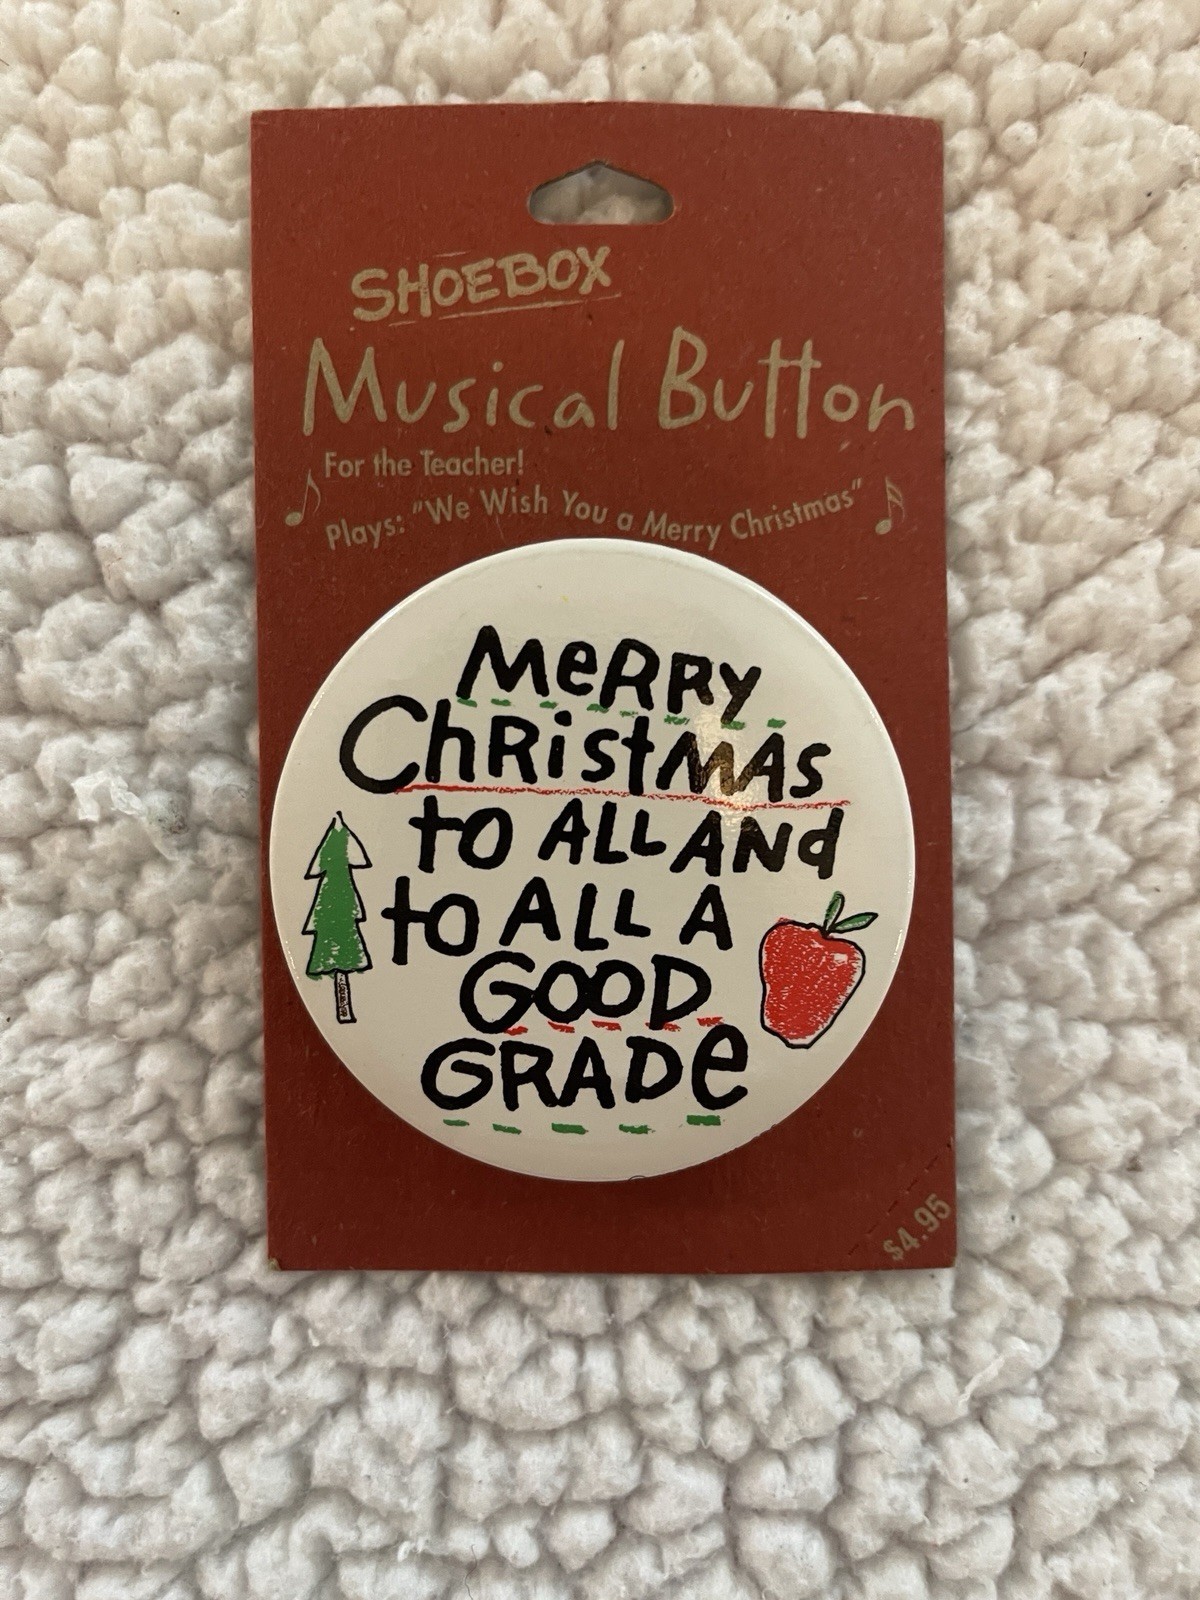 SHOEBOX
Musical Button
For the Teacher!
Plays: "We Wish You a Merry Christmas"
MeRRY
ChRistMAs
to ALL ANd
to ALL A
GOOD
GRADe
$4.95